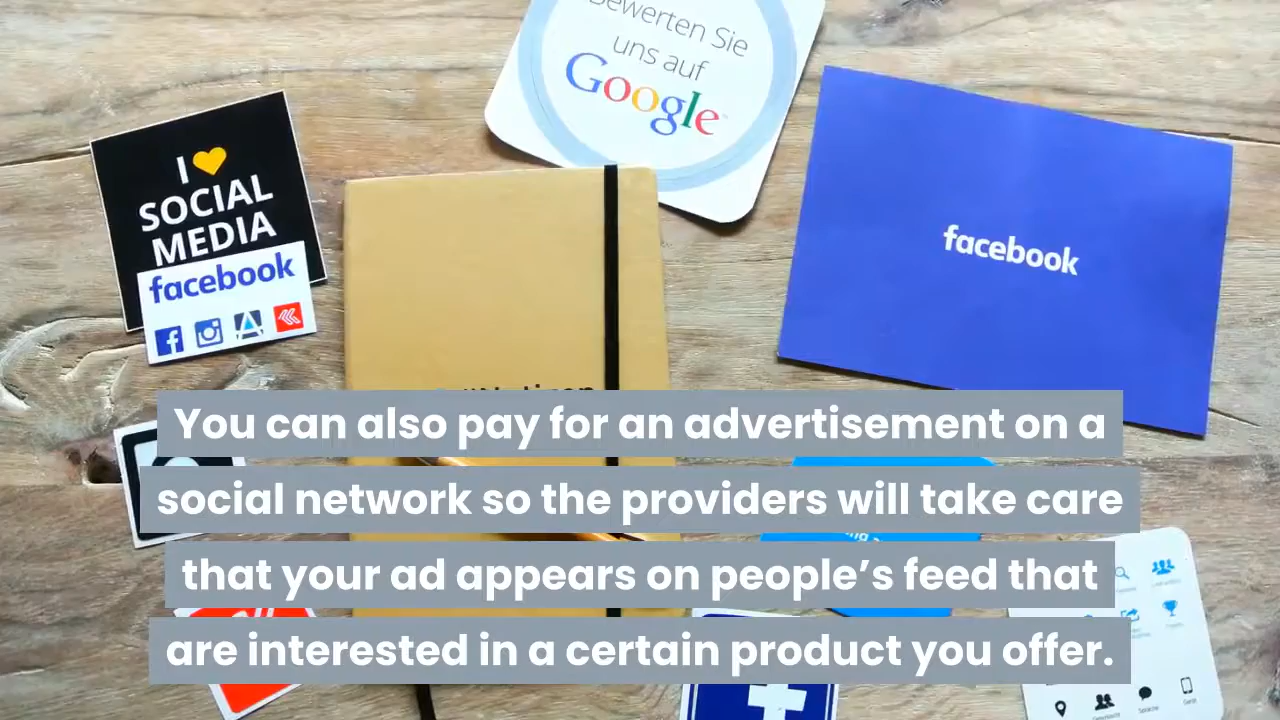 Bewerten Sie
uns auf
Google
I
SOCIAL
MEDIA
facebook
facebook
You can also pay for an advertisement on a
social network so the providers will take care
that your ad appears on people’s feed that
are interested in a certain product you offer.